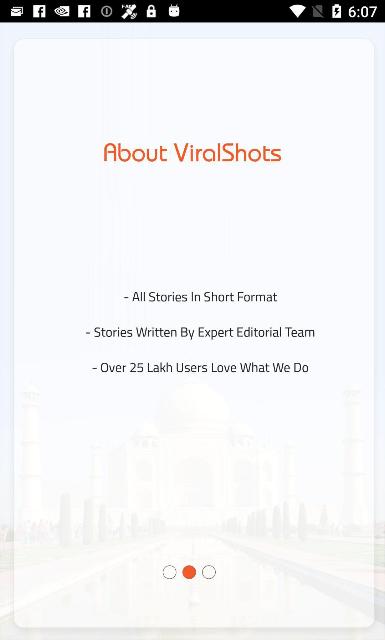 6:07
About ViralShots
- All Stories In Short Format
- Stories Written By Expert Editorial Team
- Over 25 Lakh Users Love What We Do